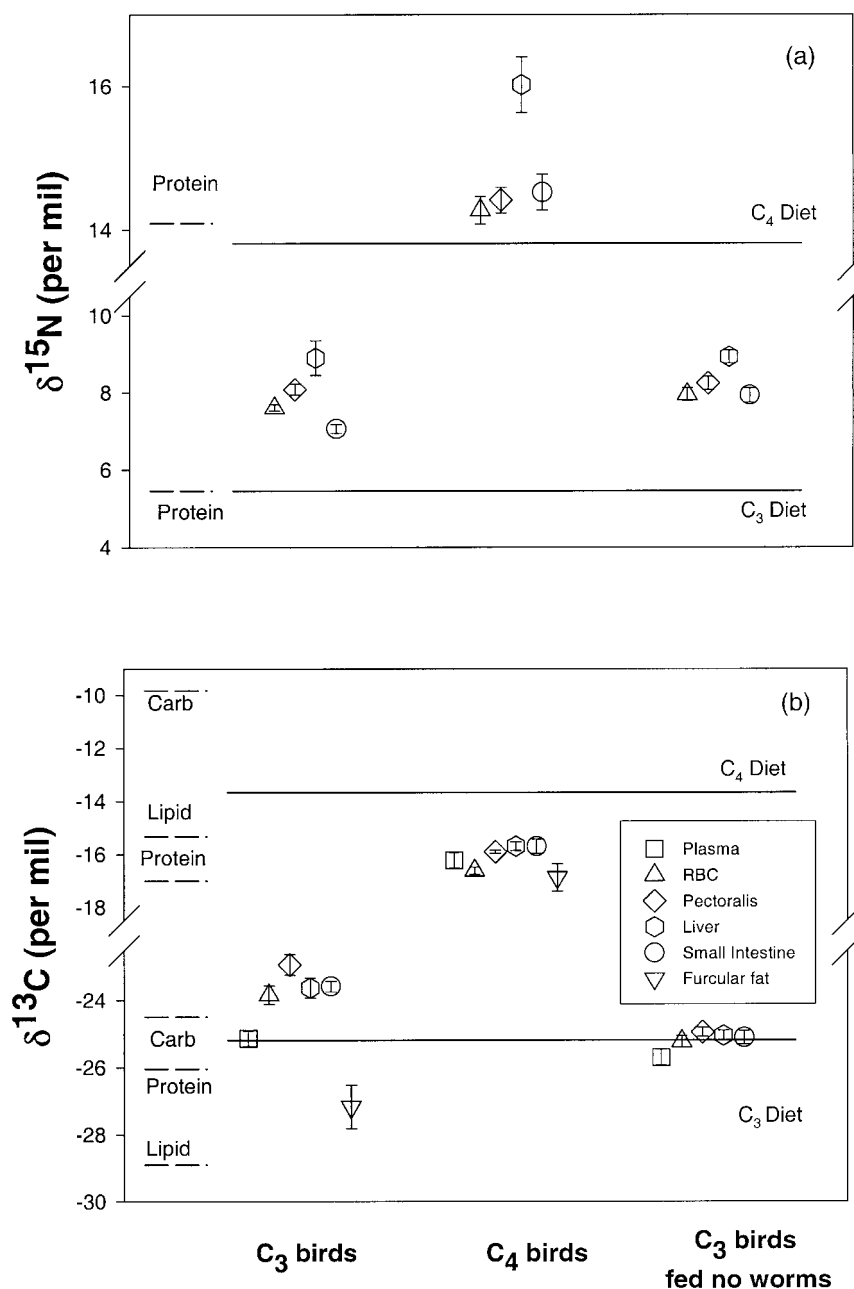 (a)
16
Protein
C₄ Diet
14
δ¹⁵N (per mil)
10
8
6
Protein
C₃ Diet
4
(b)
-10
Carb
C₄ Diet
-14
-12
Lipid
Protein
-16
-18
δ¹³C (per mil)
Plasma
RBC
Pectoralis
Liver
Small Intestine
Furcular fat
-24
Carb
-26
Protein
C₃ Diet
-28
Lipid
-30
C₃ birds
C₄ birds
C₃ birds
fed no worms